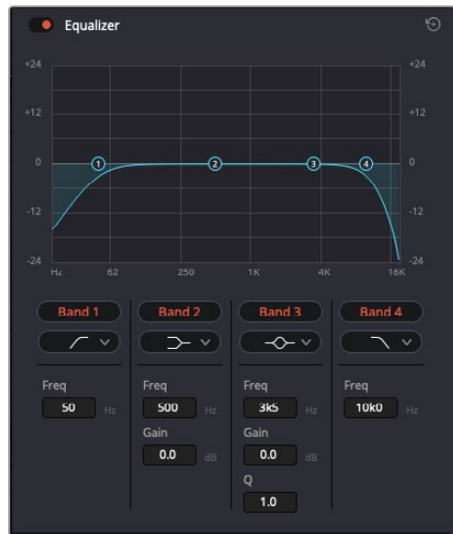 Equalizer
+24 +24
+12 +12
0 0
1 2 3 4
-12 -12
-24 -24
Hz 62 250 1K 4K 16K
Band 1 Band 2 Band 3 Band 4
Freq Freq Freq Freq
50 Hz 500 Hz 3k5 Hz 10k0 Hz
Gain Gain
0.0 dB 0.0 dB
Q
1.0